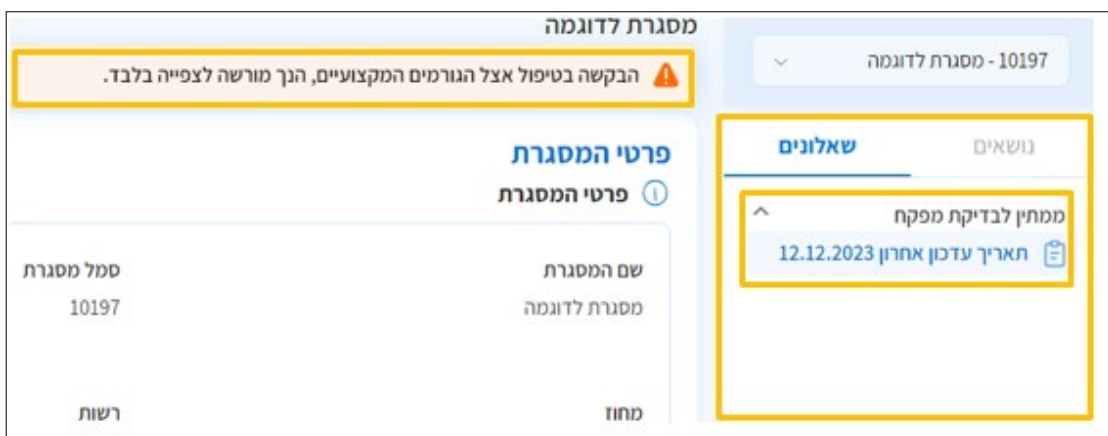 10197 - מסגרת לדוגמה
נושאים
שאלונים
ממתין לבדיקת מפקח
תאריך עדכון אחרון 12.12.2023
מסגרת לדוגמה
הבקשה בטיפול אצל הגורמים המקצועיים, הנך מורשה לצפייה בלבד.
פרטי המסגרת
פרטי המסגרת
שם המסגרת
סמל מסגרת
מסגרת לדוגמה
10197
מחוז
רשות